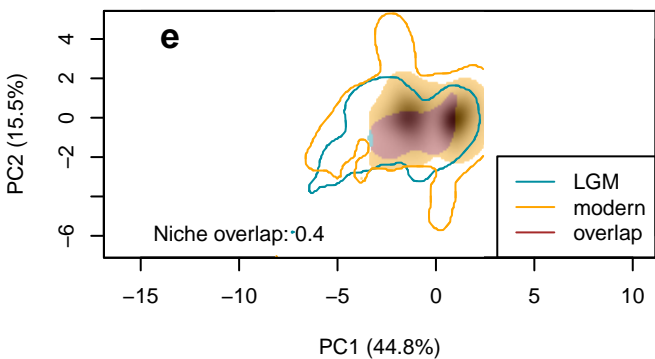 e
4
2
0
−2
−6
PC2 (15.5%)
Niche overlap: 0.4
LGM
modern
overlap
−15
−10
−5
0
5
10
PC1 (44.8%)